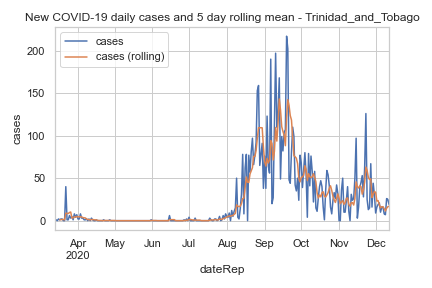 New COVID-19 daily cases and 5 day rolling mean - Trinidad_and_Tobago
cases
cases (rolling)
200
150
100
50
0
cases
Apr May Jun Jul Aug Sep Oct Nov Dec
2020
dateRep